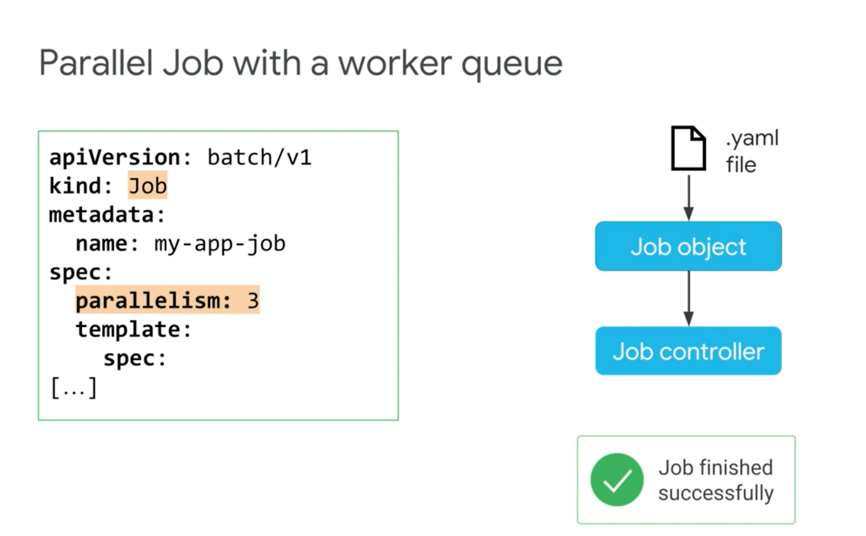 Parallel Job with a worker queue
apiVersion: batch/v1
kind: Job
metadata:
  name: my-app-job
spec:
  parallelism: 3
  template:
    spec:
[...]
.yaml
file
Job object
Job controller
Job finished
successfully